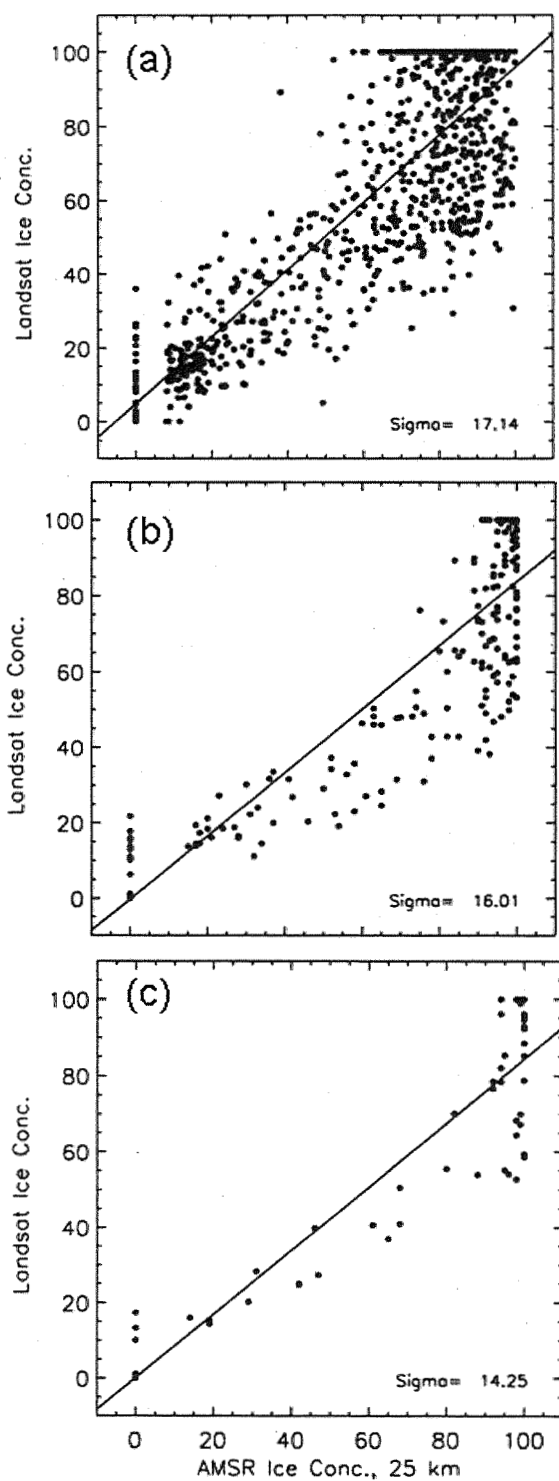 (a)
100
80
60
40
20
0
Landsat Ice Conc.
Sigma= 17.14
(b)
100
80
60
40
20
0
Landsat Ice Conc.
Sigma= 16.01
(c)
100
80
60
40
20
0
Landsat Ice Conc.
Sigma= 14.25
0 20 40 60 80 100
AMSR Ice Conc., 25 km